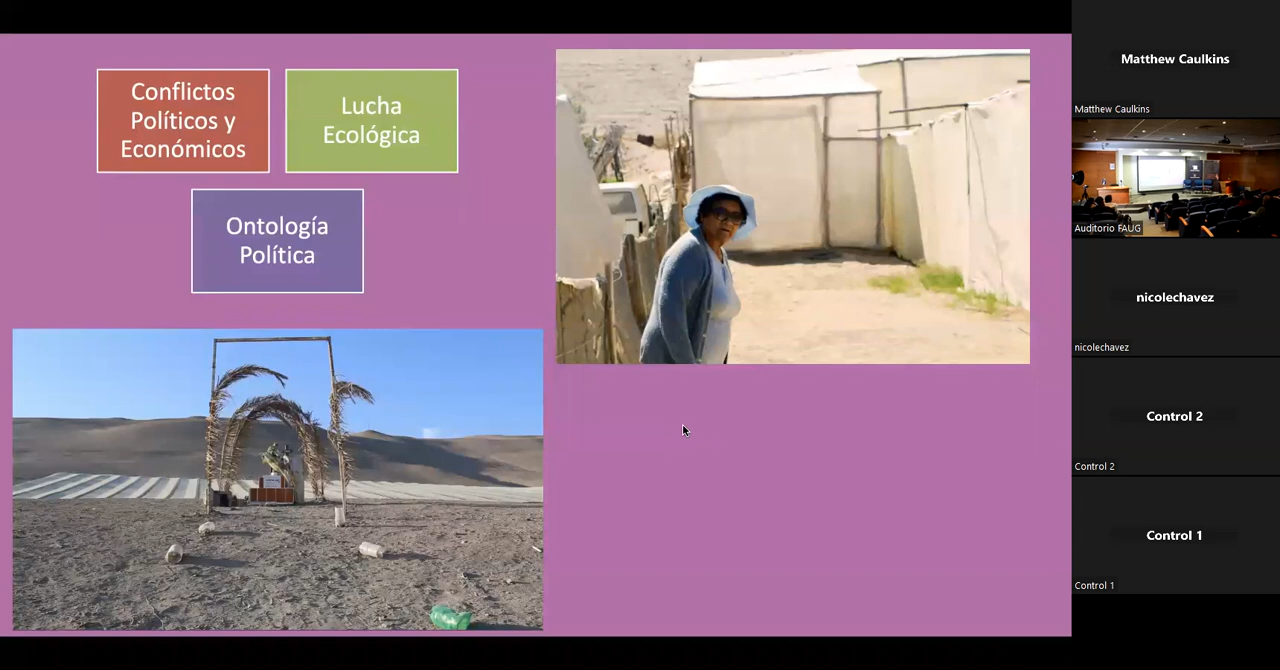 Conflictos
Políticos y
Económicos
Lucha
Ecológica
Ontología
Política
Matthew Caulkins
Matthew Caulkins
Auditorio FAUG
nicolechavez
nicolechavez
Control 2
Control 2
Control 1
Control 1